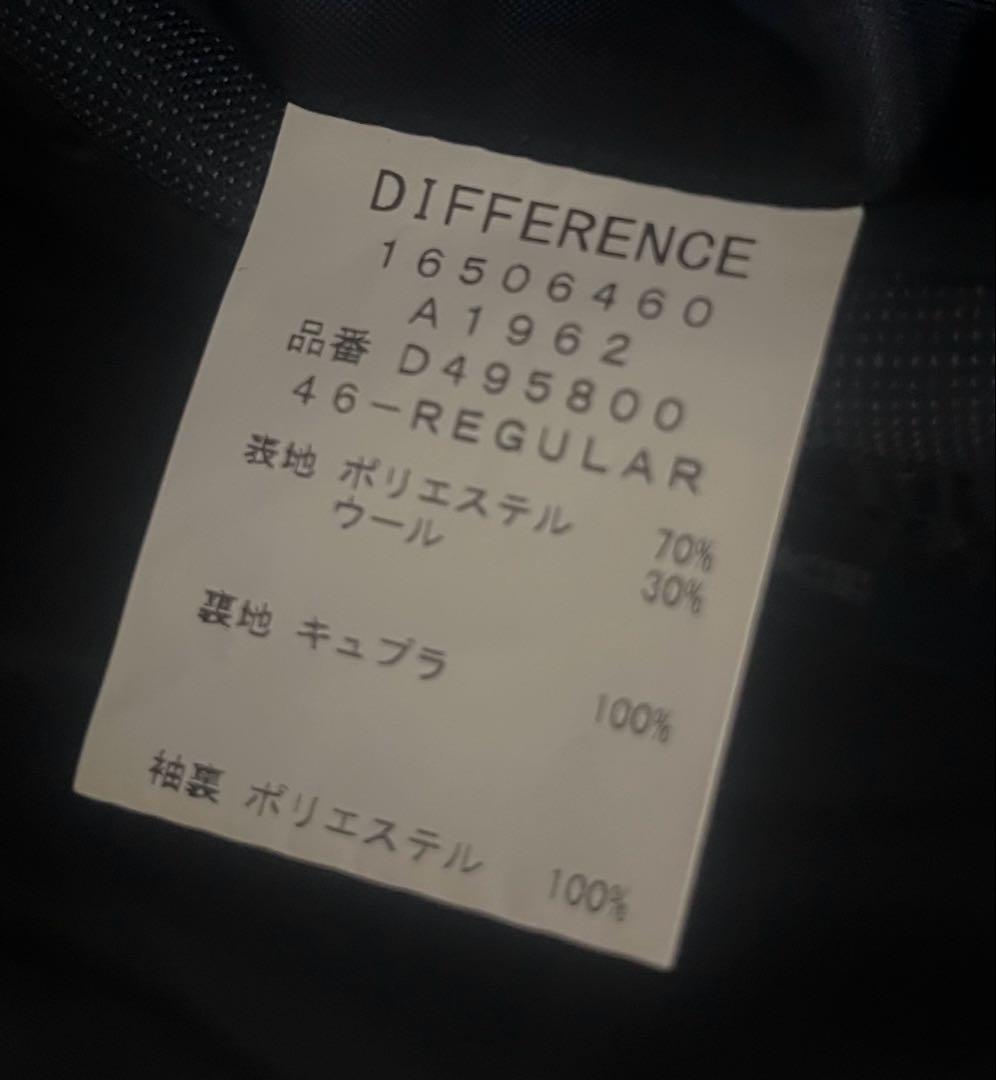 DIFFERENCE
16506460
A1962
品番 D495800
46-REGULAR
表地 ポリエステル 70%
ウール 30%
裏地 キュプラ 100%
袖裏 ポリエステル 100%